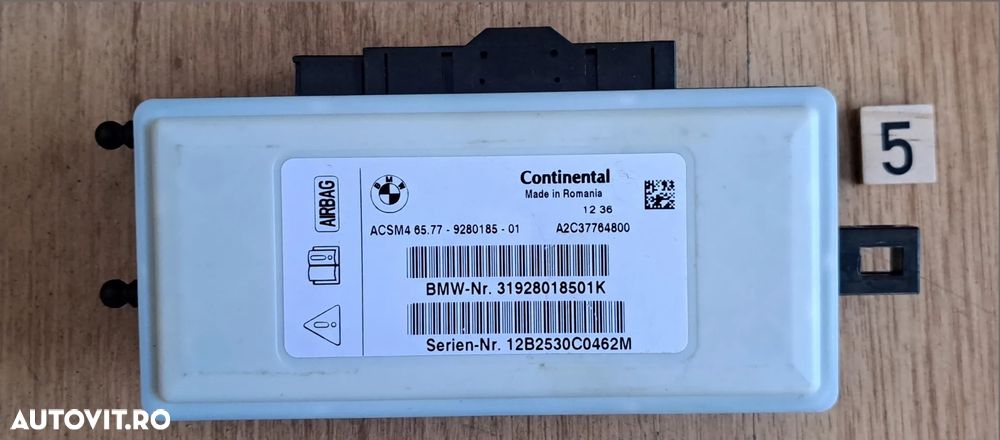 AIRBAG
BMW
Continental
Made in Romania
12 36
ACSM4 65.77 - 9280185 - 01 A2C37764800
BMW-Nr. 31928018501K
Serien-Nr. 12B2530C0462M
5
AUTOVIT.RO